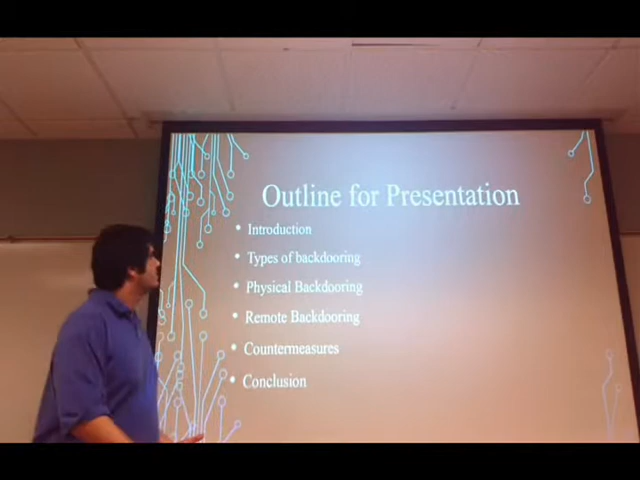 Outline for Presentation
• Introduction
• Types of backdooring
• Physical Backdooring
• Remote Backdooring
• Countermeasures
• Conclusion